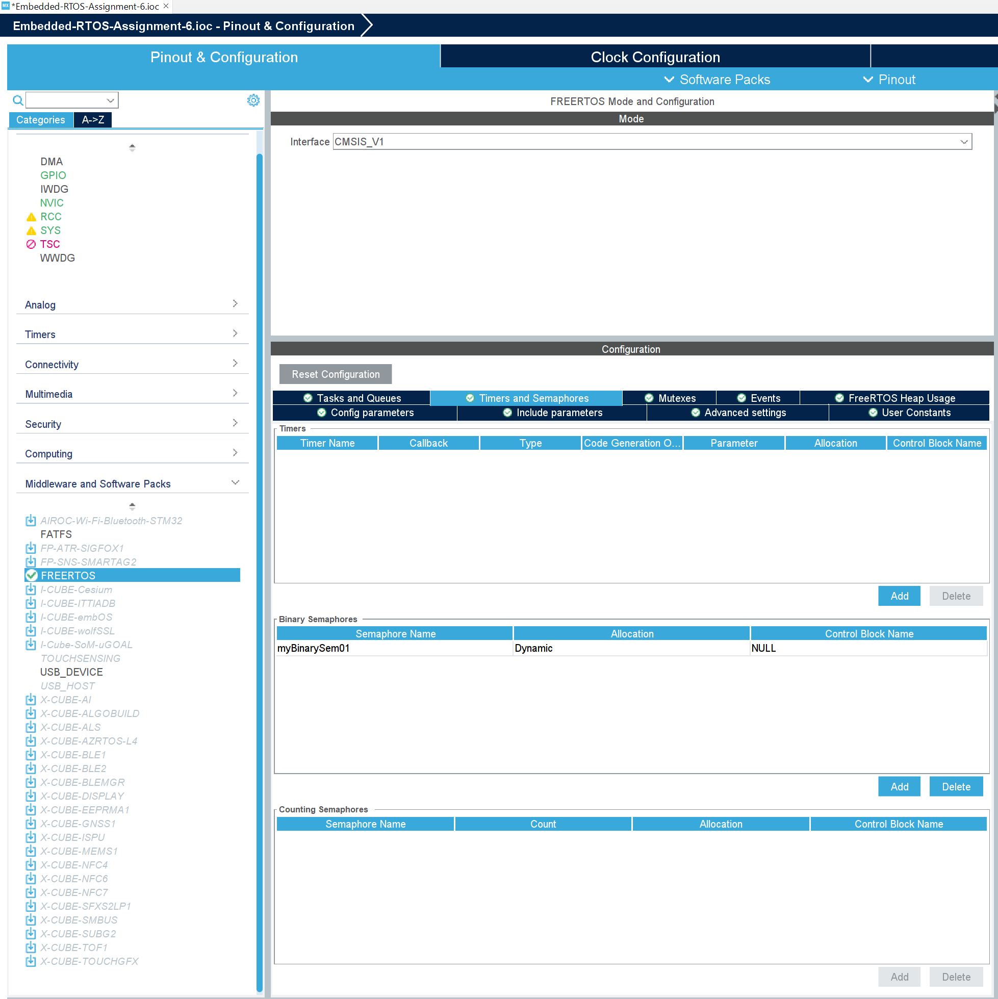 MX *Embedded-RTOS-Assignment-6.ioc ×
Embedded-RTOS-Assignment-6.ioc - Pinout & Configuration
Pinout & Configuration
Clock Configuration
Software Packs
Pinout
Categories
A->Z
DMA
GPIO
IWDG
NVIC
RCC
SYS
TSC
WWDG
Analog
Timers
Connectivity
Multimedia
Security
Computing
Middleware and Software Packs
AIROC-Wi-Fi-Bluetooth-STM32
FATFS
FP-ATR-SIGFOX1
FP-SNS-SMARTAG2
FREERTOS
I-CUBE-Cesium
I-CUBE-ITTIADB
I-CUBE-embOS
I-CUBE-wolfSSL
I-Cube-SoM-uGOAL
TOUCHSENSING
USB_DEVICE
USB_HOST
X-CUBE-AI
X-CUBE-ALGOBUILD
X-CUBE-ALS
X-CUBE-AZRTOS-L4
X-CUBE-BLE1
X-CUBE-BLE2
X-CUBE-BLEMGR
X-CUBE-DISPLAY
X-CUBE-EEPRMA1
X-CUBE-GNSS1
X-CUBE-ISPU
X-CUBE-MEMS1
X-CUBE-NFC4
X-CUBE-NFC6
X-CUBE-NFC7
X-CUBE-SFXS2LP1
X-CUBE-SMBUS
X-CUBE-SUBG2
X-CUBE-TOF1
X-CUBE-TOUCHGFX
FREERTOS Mode and Configuration
Mode
Interface CMSIS_V1
Configuration
Reset Configuration
Tasks and Queues Timers and Semaphores Mutexes Events FreeRTOS Heap Usage
Config parameters Include parameters Advanced settings User Constants
Timers
Timer Name Callback Type Code Generation O... Parameter Allocation Control Block Name
Add Delete
Binary Semaphores
Semaphore Name Allocation Control Block Name
myBinarySem01 Dynamic NULL
Add Delete
Counting Semaphores
Semaphore Name Count Allocation Control Block Name
Add Delete